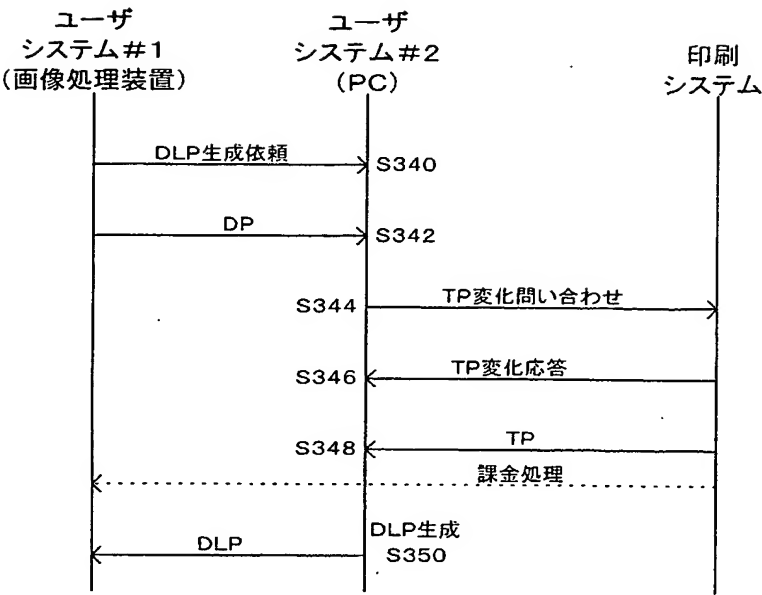 ユーザ
システム＃1
（画像処理装置）
ユーザ
システム＃2
（PC）
印刷
システム
DLP生成依頼
S340
DP
S342
S344
TP変化問い合わせ
S346
TP変化応答
S348
TP
課金処理
DLP
DLP生成
S350